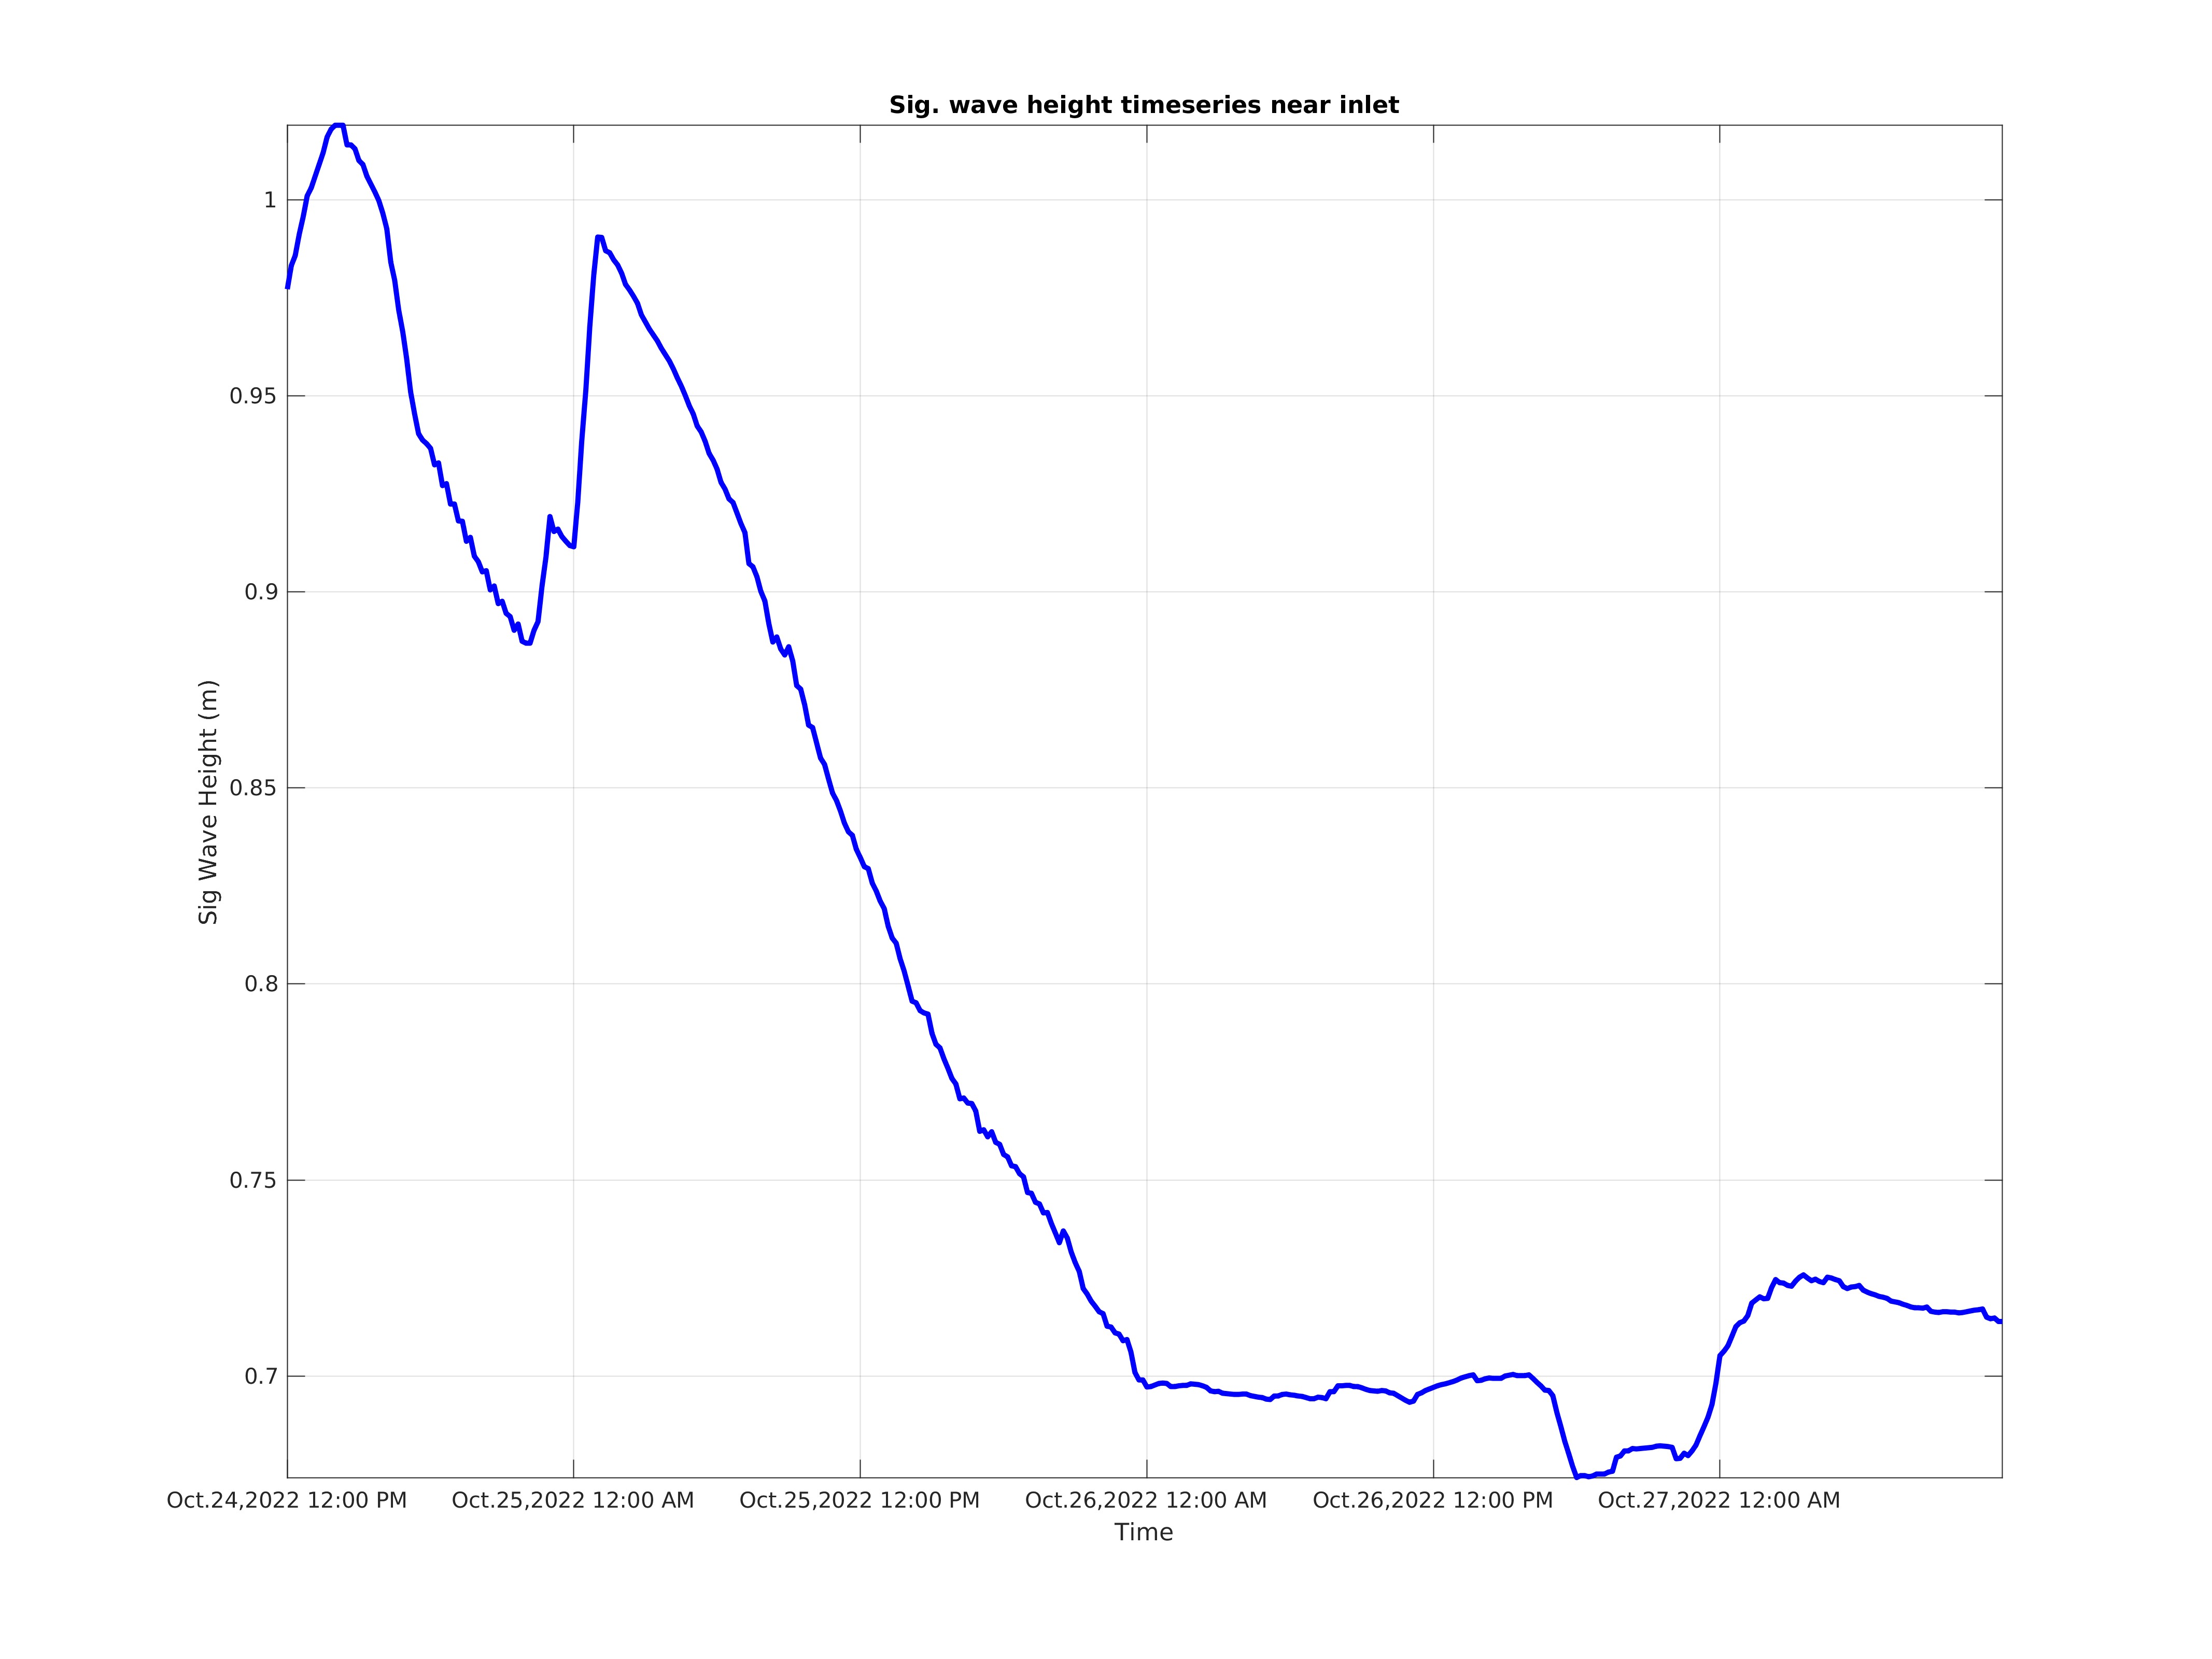 Sig. wave height timeseries near inlet
1
0.95
0.9
0.85
0.8
0.75
0.7
Sig Wave Height (m)
Oct.24,2022 12:00 PM Oct.25,2022 12:00 AM Oct.25,2022 12:00 PM Oct.26,2022 12:00 AM Oct.26,2022 12:00 PM Oct.27,2022 12:00 AM
Time